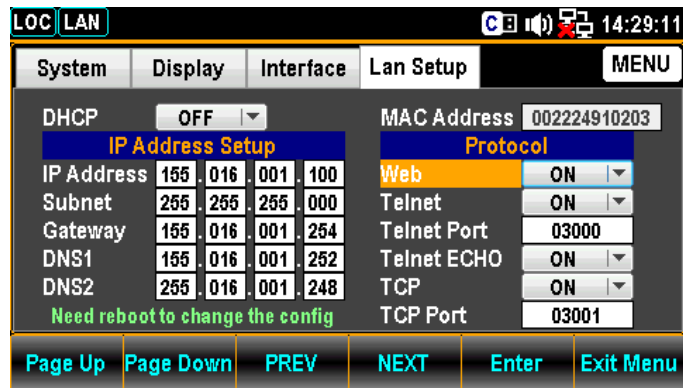 LOC LAN C 14:29:11
System Display Interface Lan Setup MENU
DHCP OFF
IP Address Setup
IP Address 155 . 016 . 001 . 100
Subnet 255 . 255 . 255 . 000
Gateway 155 . 016 . 001 . 254
DNS1 155 . 016 . 001 . 252
DNS2 255 . 016 . 001 . 248
Need reboot to change the config
MAC Address 002224910203
Protocol
Web ON
Telnet ON
Telnet Port 03000
Telnet ECHO ON
TCP ON
TCP Port 03001
Page Up Page Down PREV NEXT Enter Exit Menu